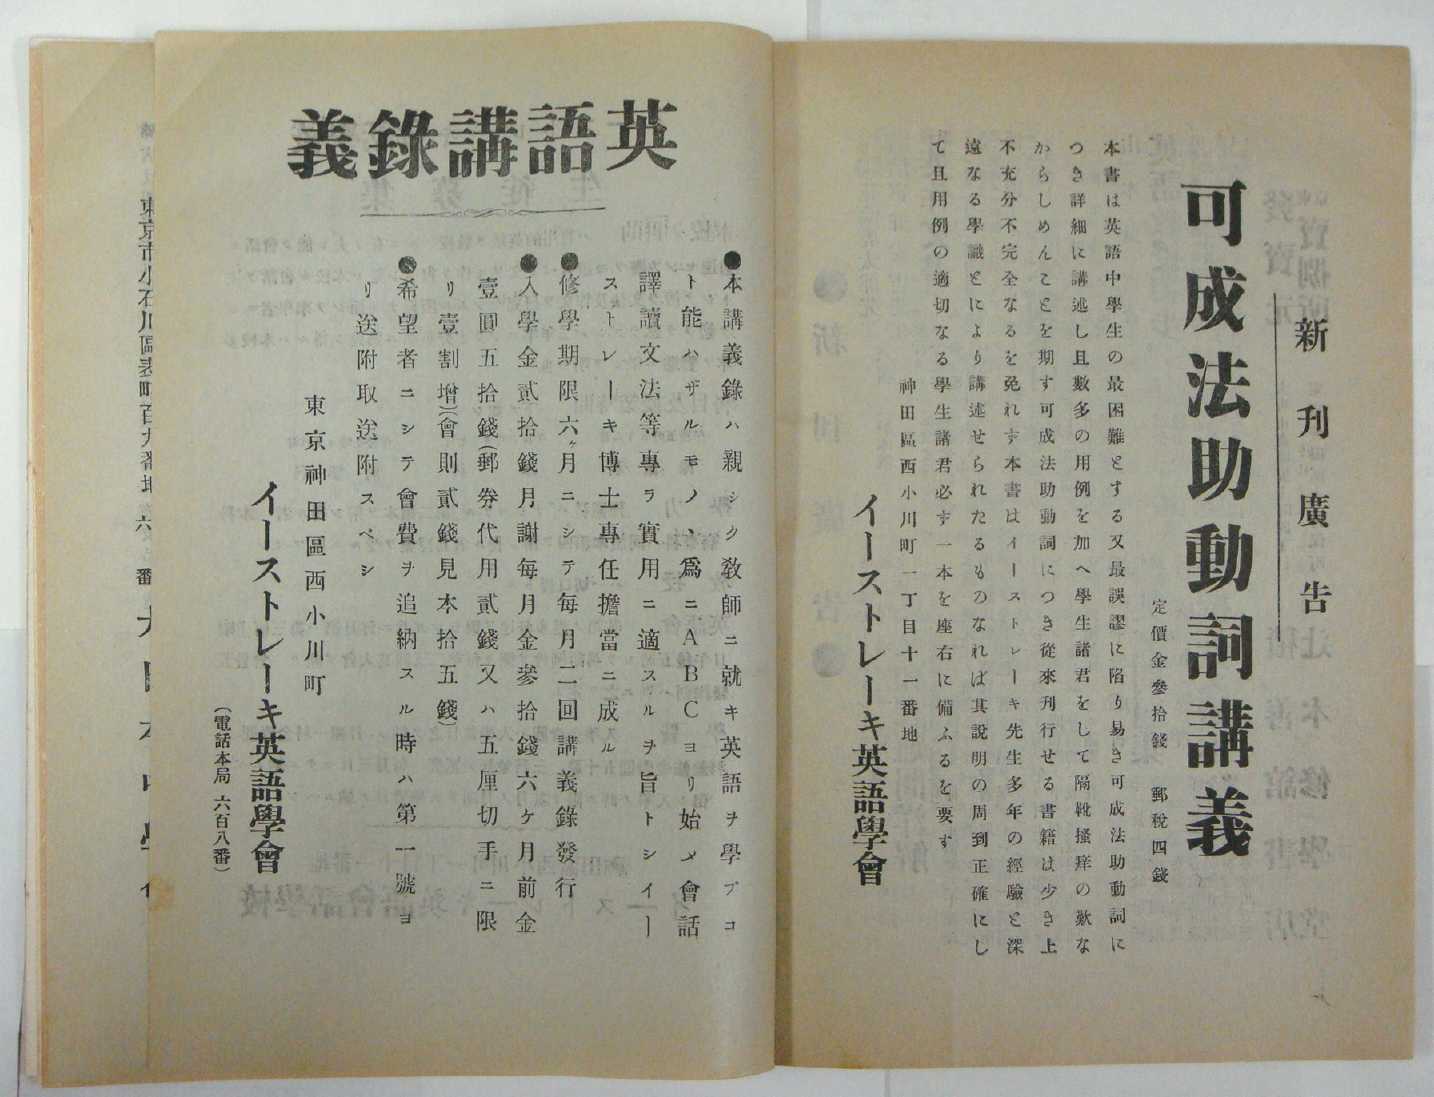 新刊廣告
可成法助動詞講義
定價金參拾錢 郵稅四錢
本書は英語中學生の最困難とする又最誤謬に陷り易き可成法助動詞に
つき詳細に講述し且數多の用例を加へ學生諸君をして隔靴搔痒の歎な
からしめんことを期す可成法助動詞につき從來刊行せる書籍は少き上
不充分不完全なるを免れす本書はイーストレーキ先生多年の經驗と深
遠なる學識とにより講述せられたるものなれば其說明の周到正確にし
て且用例の適切なる學生諸君必す一本を座右に備ふるを要す
神田區西小川町一丁目十一番地
イーストレーキ英語學會
英語講錄義
●本講義錄ハ親シク敎師ニ就キ英語ヲ學ブコ
ト能ハザルモノヽ爲ニABCヨリ始メ會話
譯讀文法等專ラ實用ニ適スルヲ旨トシイー
ストレーキ博士專任擔當ニ成ル
●修學期限六ヶ月ニシテ每月二回講義錄發行
●入學金貳拾錢月謝每月金參拾錢六ケ月前金
壹圓五拾錢(郵券代用貳錢又ハ五厘切手ニ限
リ壹割增)(會則貳錢見本拾五錢)
●希望者ニシテ會費ヲ追納スル時ハ第一號ヨ
リ送附取送附スベシ
東京神田區西小川町
イーストレーキ英語學會
(電話本局六百八番)
東京市小石川區表町百九番地